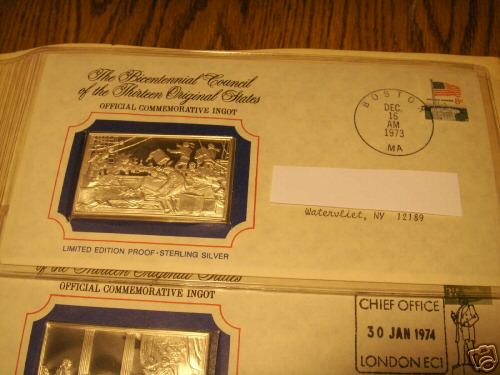 The Bicentennial Council
of the Thirteen Original States
OFFICIAL COMMEMORATIVE INGOT
BOSTON
DEC.
15
AM
1973
MA
8c
Watervliet, NY 12189
LIMITED EDITION PROOF-STERLING SILVER
of the Thirteen Original States
OFFICIAL COMMEMORATIVE INGOT
CHIEF OFFICE
30 JAN 1974
LONDON EC1